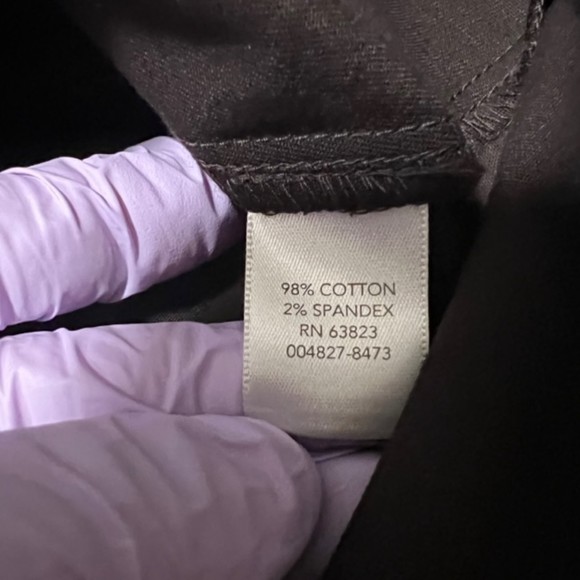 98% COTTON
2% SPANDEX
RN 63823
004827-8473